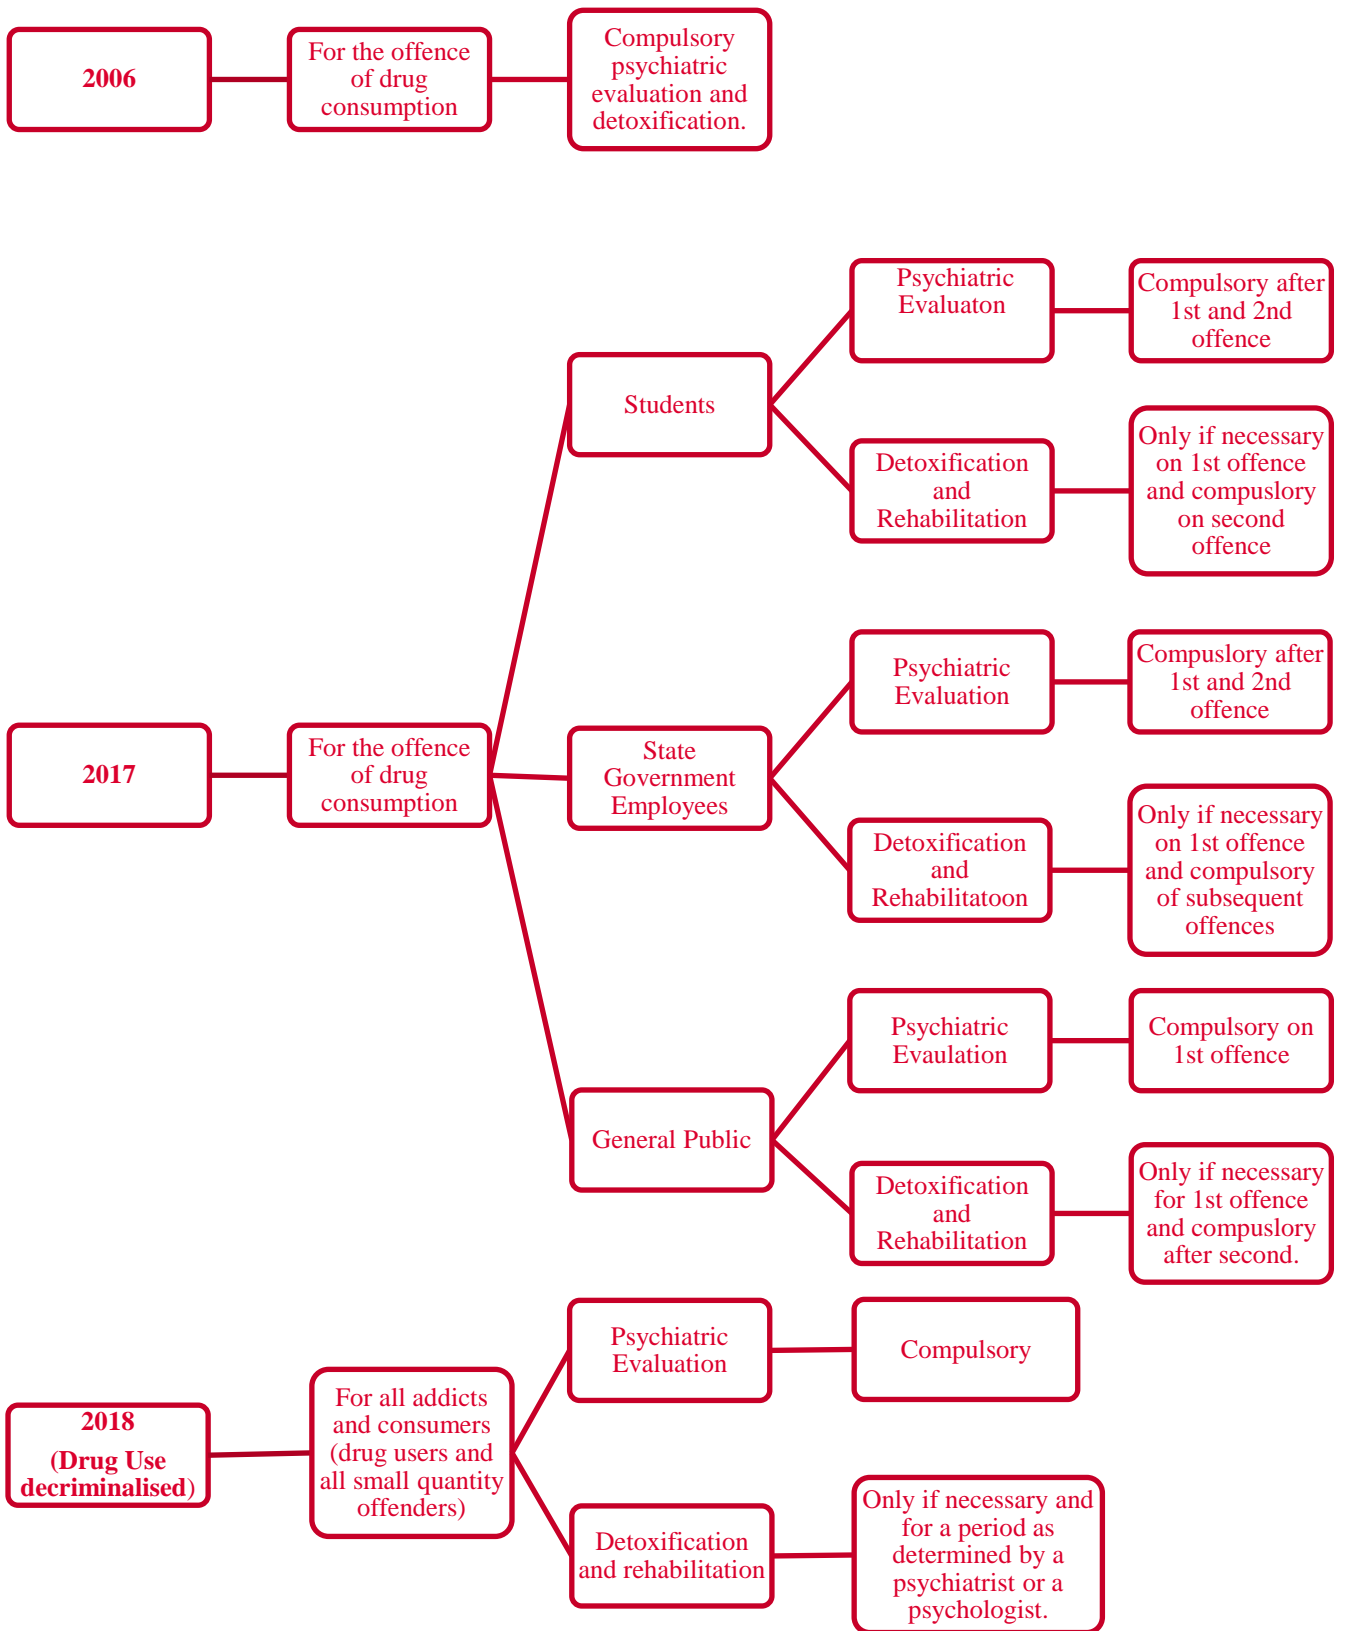 2006
For the offence
of drug
consumption
Compulsory
psychiatric
evaluation and
detoxification.
2017
For the offence
of drug
consumption
Students
Psychiatric
Evaluaton
Compulsory after
1st and 2nd
offence
Detoxification
and
Rehabilitation
Only if necessary
on 1st offence
and compuslory
on second
offence
State
Government
Employees
Psychiatric
Evaluation
Compuslory after
1st and 2nd
offence
Detoxification
and
Rehabilitatoon
Only if necessary
on 1st offence
and compulsory
of subsequent
offences
General Public
Psychiatric
Evaulation
Compulsory on
1st offence
Detoxification
and
Rehabilitation
Only if necessary
for 1st offence
and compuslory
after second.
2018
(Drug Use
decriminalised)
For all addicts
and consumers
(drug users and
all small quantity
offenders)
Psychiatric
Evaluation
Compulsory
Detoxification
and rehabilitation
Only if necessary and
for a period as
determined by a
psychiatrist or a
psychologist.